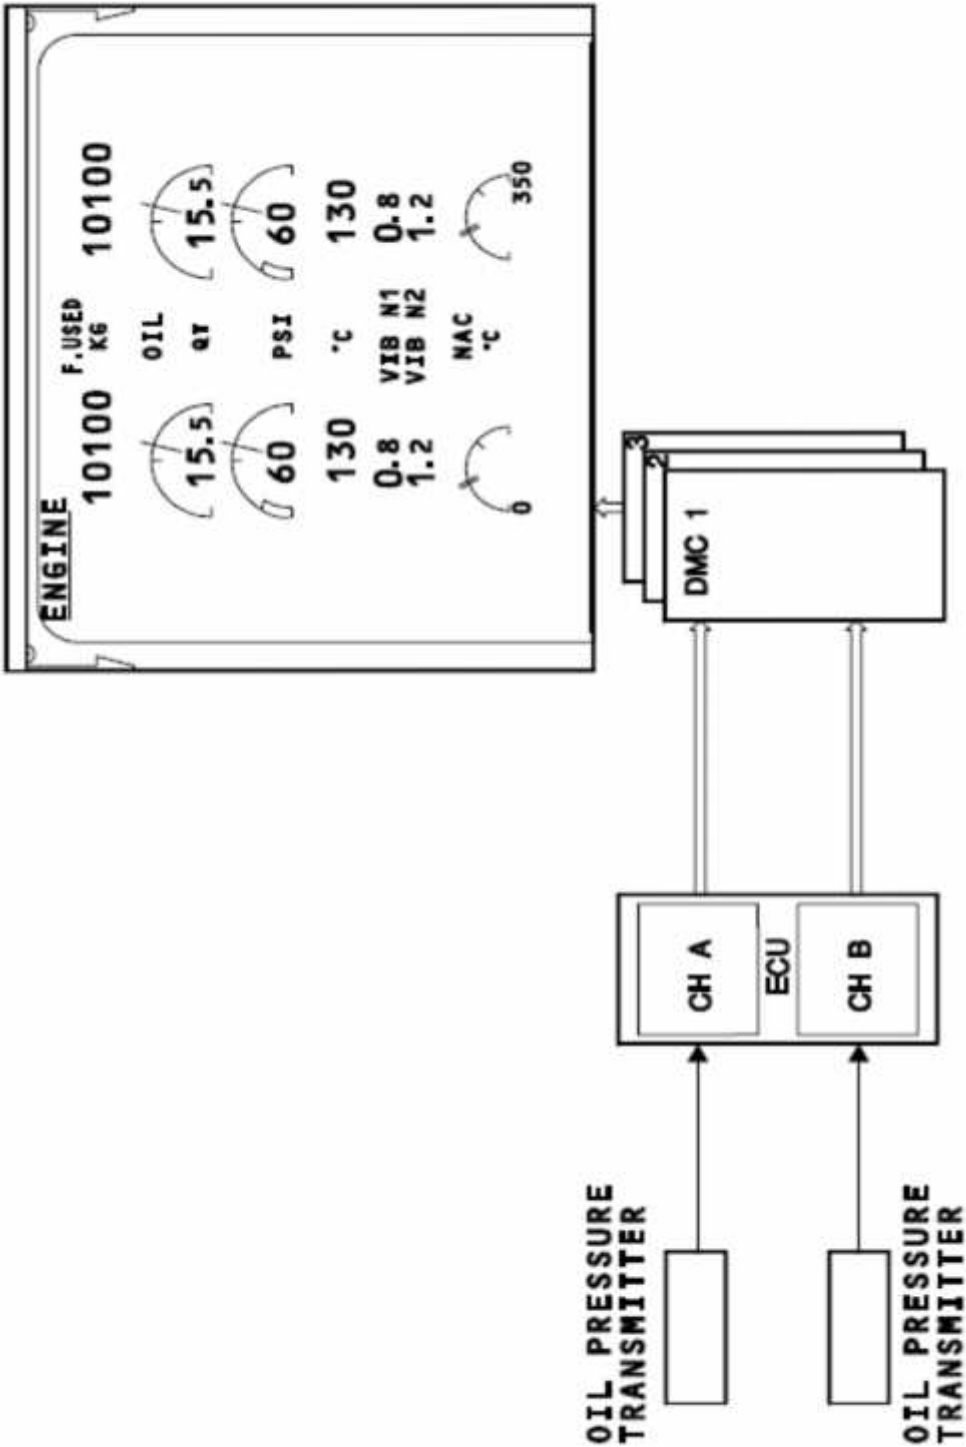 ENGINE
F.USED
10100 KG 10100
OIL
15.5 QT 15.5
60 PSI 60
130 °C 130
0.8 VIB N1 0.8
1.2 VIB N2 1.2
NAC
°C
0 350
OIL PRESSURE
TRANSMITTER
CH A
ECU
CH B
DMC 1
2
3
OIL PRESSURE
TRANSMITTER